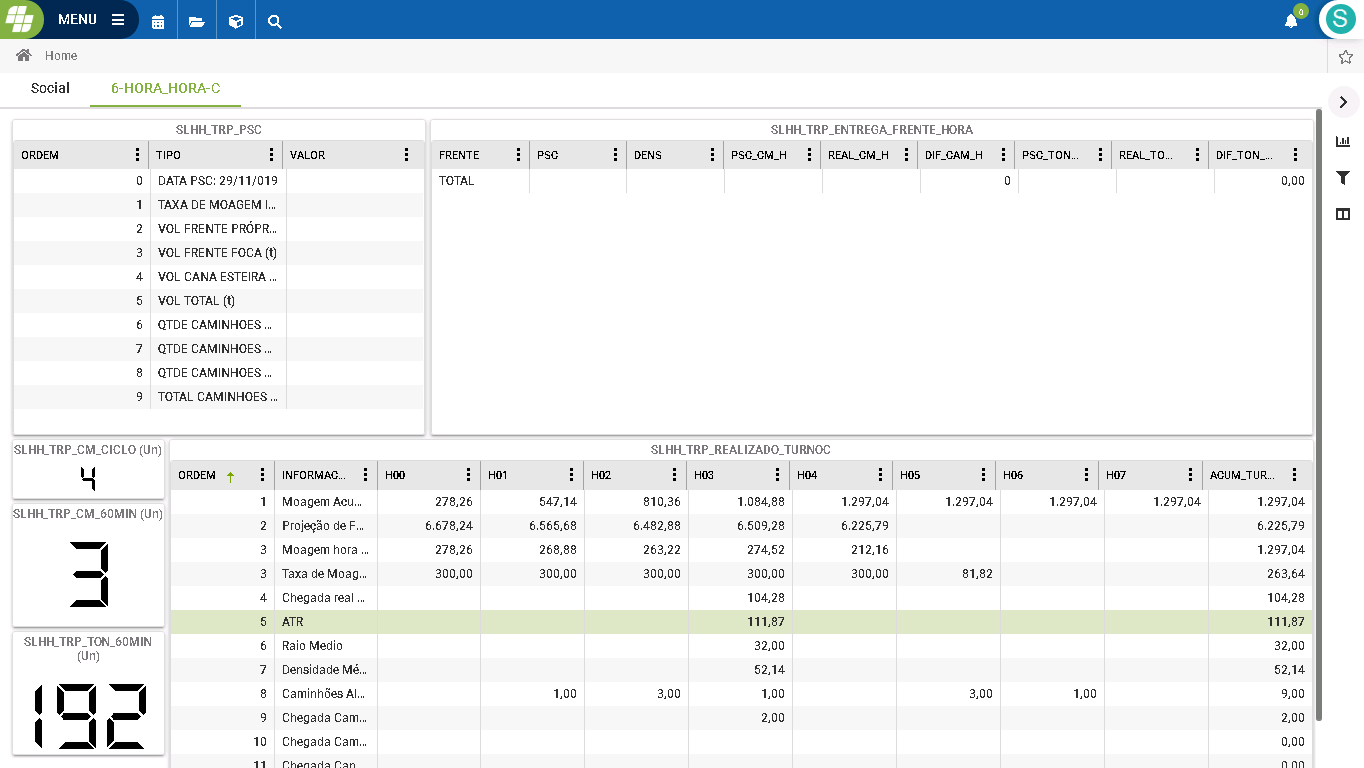 MENU
0
S
Home
Social 6-HORA_HORA-C
SLHH_TRP_PSC
ORDEM TIPO VALOR
0 DATA PSC: 29/11/019
1 TAXA DE MOAGEM I...
2 VOL FRENTE PRÓPR...
3 VOL FRENTE FOCA (t)
4 VOL CANA ESTEIRA ...
5 VOL TOTAL (t)
6 QTDE CAMINHOES ...
7 QTDE CAMINHOES ...
8 QTDE CAMINHOES ...
9 TOTAL CAMINHOES ...
SLHH_TRP_ENTREGA_FRENTE_HORA
FRENTE PSC DENS PSC_CM_H REAL_CM_H DIF_CAM_H PSC_TON... REAL_TO... DIF_TON_...
TOTAL 0 0,00
SLHH_TRP_CM_CICLO (Un)
4
SLHH_TRP_CM_60MIN (Un)
3
SLHH_TRP_TON_60MIN
(Un)
192
SLHH_TRP_REALIZADO_TURNOC
ORDEM INFORMAC... H00 H01 H02 H03 H04 H05 H06 H07 ACUM_TUR...
1 Moagem Acu... 278,26 547,14 810,36 1.084,88 1.297,04 1.297,04 1.297,04 1.297,04 1.297,04
2 Projeção de F... 6.678,24 6.565,68 6.482,88 6.509,28 6.225,79 6.225,79
3 Moagem hora ... 278,26 268,88 263,22 274,52 212,16 1.297,04
3 Taxa de Moag... 300,00 300,00 300,00 300,00 300,00 81,82 263,64
4 Chegada real ... 104,28 104,28
5 ATR 111,87 111,87
6 Raio Medio 32,00 32,00
7 Densidade Mé... 52,14 52,14
8 Caminhões Al... 1,00 3,00 1,00 3,00 1,00 9,00
9 Chegada Cam... 2,00 2,00
10 Chegada Cam... 0,00
11 Chegada Can... 0,00